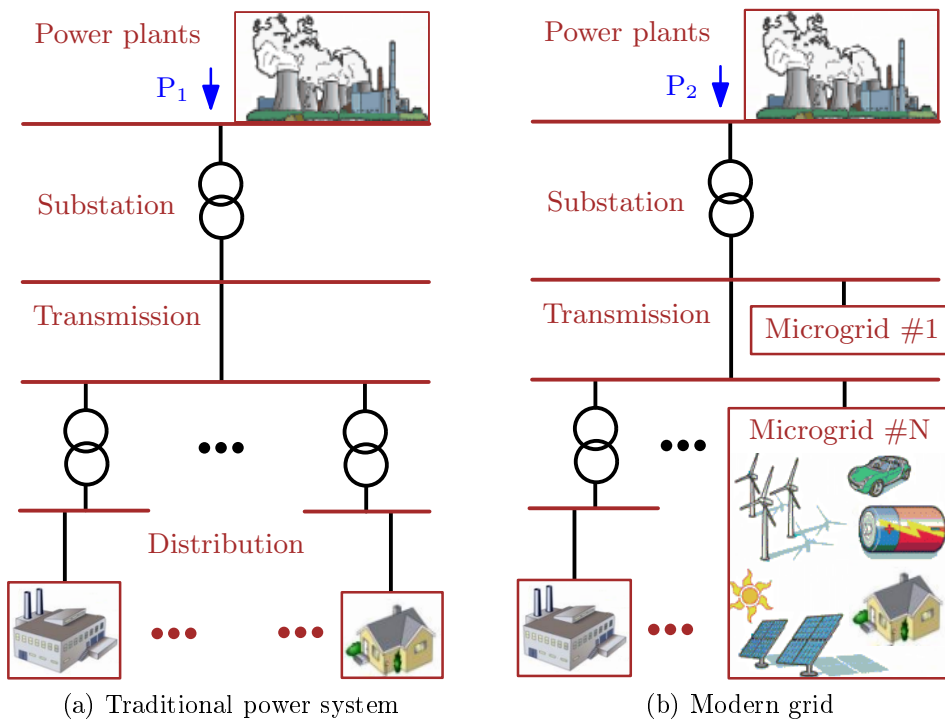 Power plants
P1
Substation
Transmission
Distribution
(a) Traditional power system
Power plants
P2
Substation
Transmission
Microgrid #1
Microgrid #N
(b) Modern grid